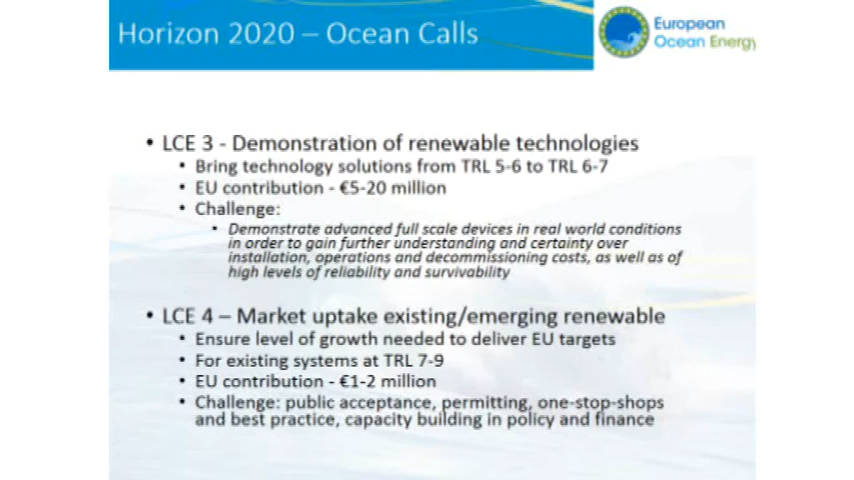 Horizon 2020 – Ocean Calls
European
Ocean Energy
• LCE 3 - Demonstration of renewable technologies
• Bring technology solutions from TRL 5-6 to TRL 6-7
• EU contribution - €5-20 million
• Challenge:
• Demonstrate advanced full scale devices in real world conditions
in order to gain further understanding and certainty over
installation, operations and decommissioning costs, as well as of
high levels of reliability and survivability
• LCE 4 – Market uptake existing/emerging renewable
• Ensure level of growth needed to deliver EU targets
• For existing systems at TRL 7-9
• EU contribution - €1-2 million
• Challenge: public acceptance, permitting, one-stop-shops
and best practice, capacity building in policy and finance